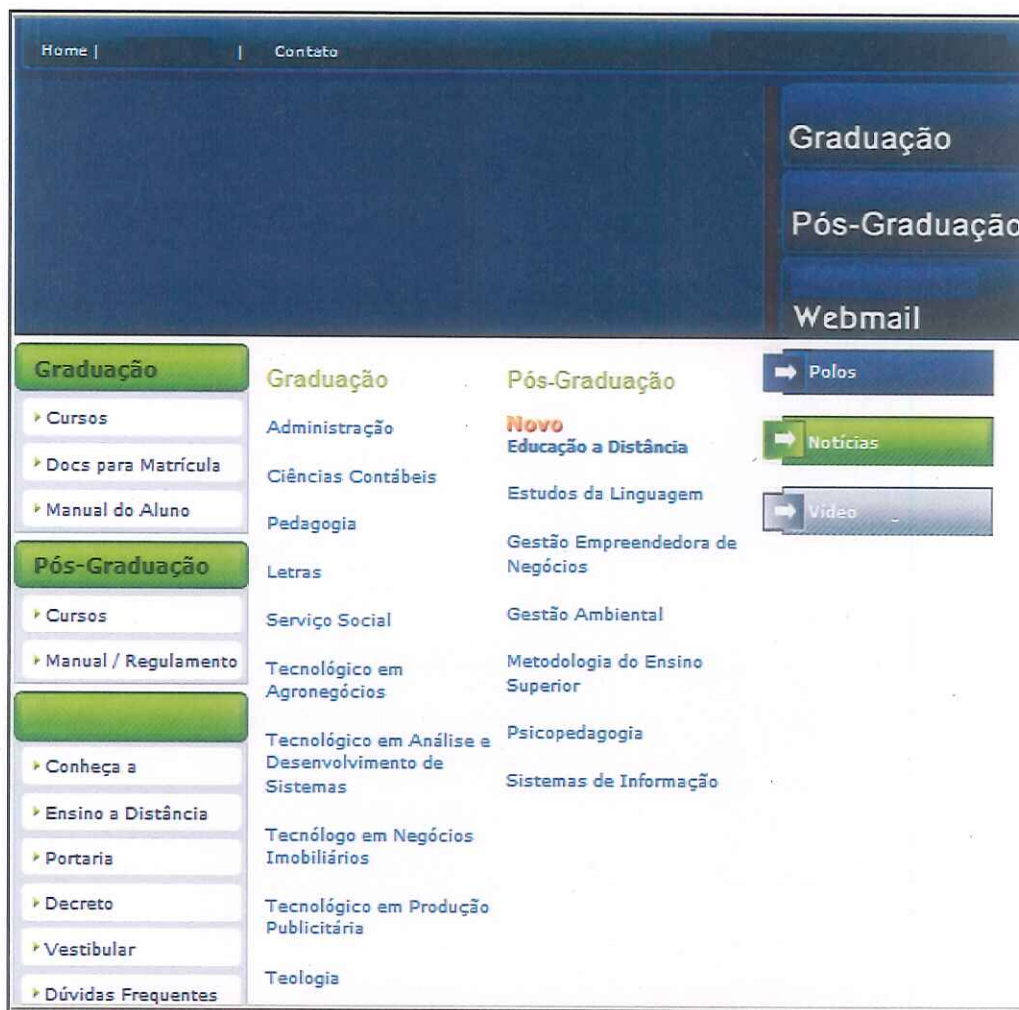 Home | | Contato
Graduação
Pós-Graduação
Webmail
Graduação
Cursos
Docs para Matrícula
Manual do Aluno
Pós-Graduação
Cursos
Manual / Regulamento
Conheça a
Ensino a Distância
Portaria
Decreto
Vestibular
Dúvidas Frequentes
Graduação
Administração
Ciências Contábeis
Pedagogia
Letras
Serviço Social
Tecnológico em
Agronegócios
Tecnológico em Análise e
Desenvolvimento de
Sistemas
Tecnólogo em Negócios
Imobiliários
Tecnológico em Produção
Publicitária
Teologia
Pós-Graduação
Novo
Educação a Distância
Estudos da Linguagem
Gestão Empreendedora de
Negócios
Gestão Ambiental
Metodologia do Ensino
Superior
Psicopedagogia
Sistemas de Informação
Polos
Notícias
Vídeo